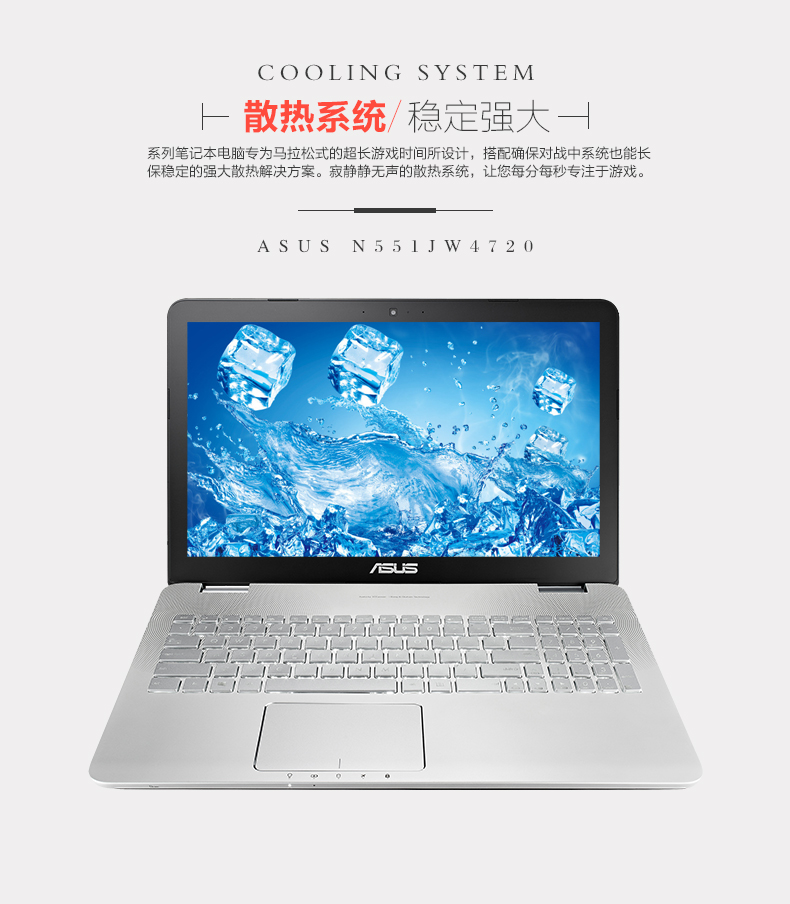 COOLING SYSTEM
散热系统/稳定强大
系列笔记本电脑专为马拉松式的超长游戏时间所设计，搭配确保对战中系统也能长
保稳定的强大散热解决方案。寂静静无声的散热系统，让您每分每秒专注于游戏。
ASUS N551JW4720
ASUS